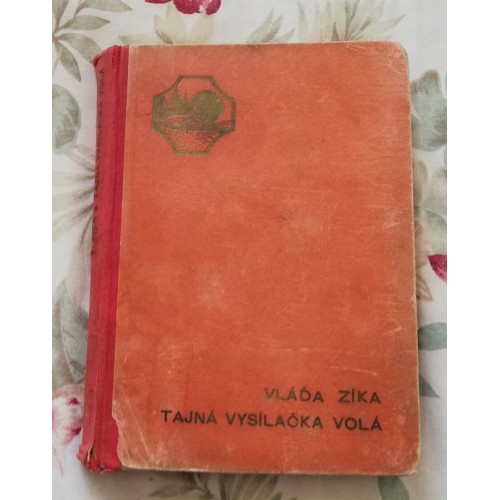 VLÁĎA ZÍKA
TAJNÁ VYSÍLAČKA VOLÁ